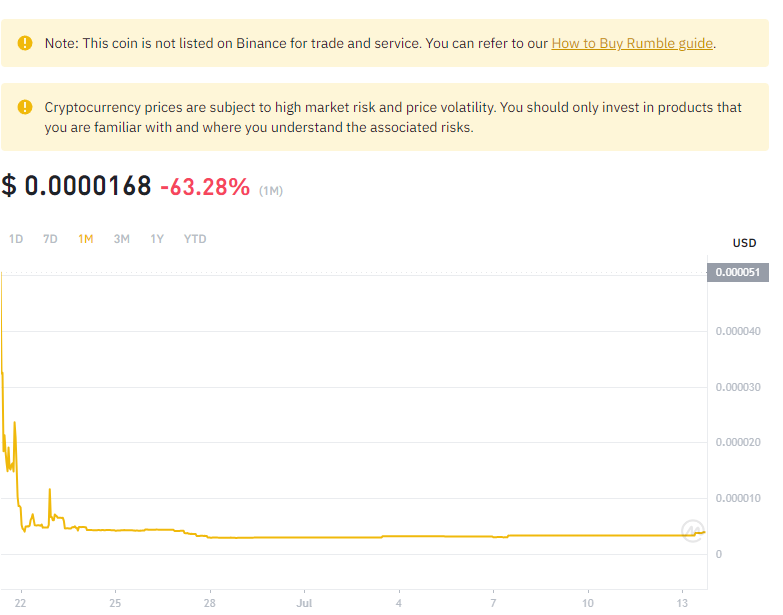 Note: This coin is not listed on Binance for trade and service. You can refer to our How to Buy Rumble guide.
Cryptocurrency prices are subject to high market risk and price volatility. You should only invest in products that
you are familiar with and where you understand the associated risks.
$ 0.0000168 -63.28% (1M)
1D 7D 1M 3M 1Y YTD
USD
0.000051
0.000040
0.000030
0.000020
0.000010
0
22 25 28 Jul 4 7 10 13